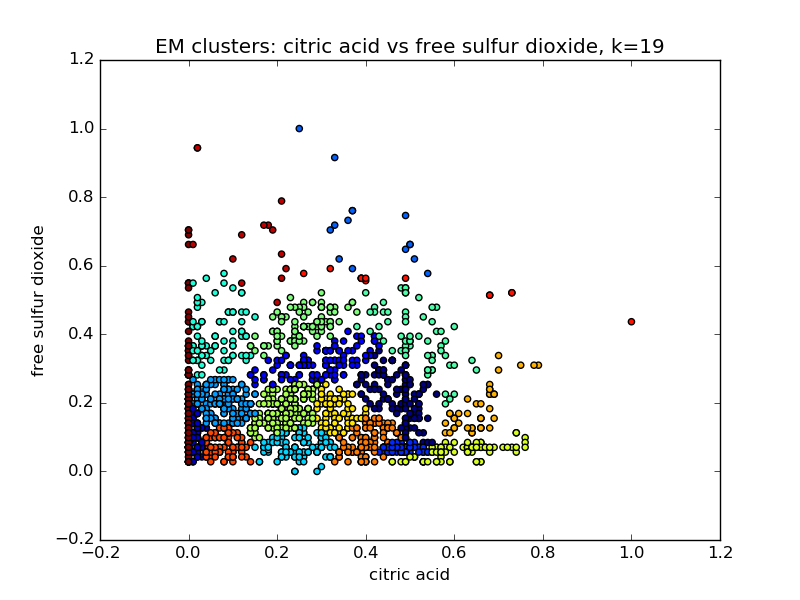 EM clusters: citric acid vs free sulfur dioxide, k=19
1.2
1.0
0.8
0.6
0.4
0.2
0.0
−0.2
free sulfur dioxide
−0.2 0.0 0.2 0.4 0.6 0.8 1.0 1.2
citric acid